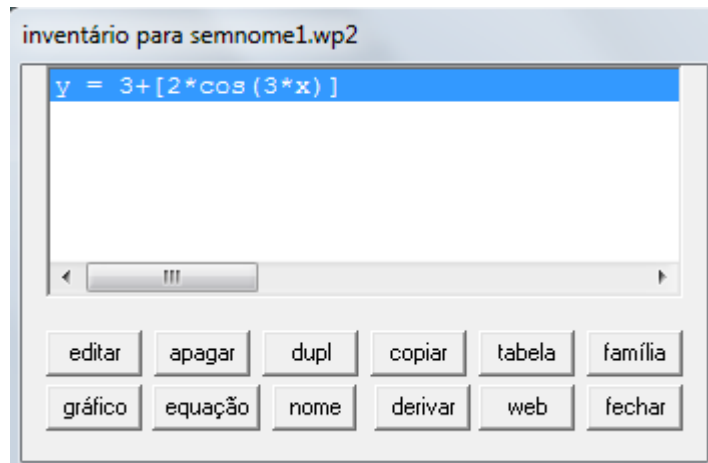 inventário para semnome1.wp2
y = 3+[2*cos(3*x)]
editar apagar dupl copiar tabela família
gráfico equação nome derivar web fechar